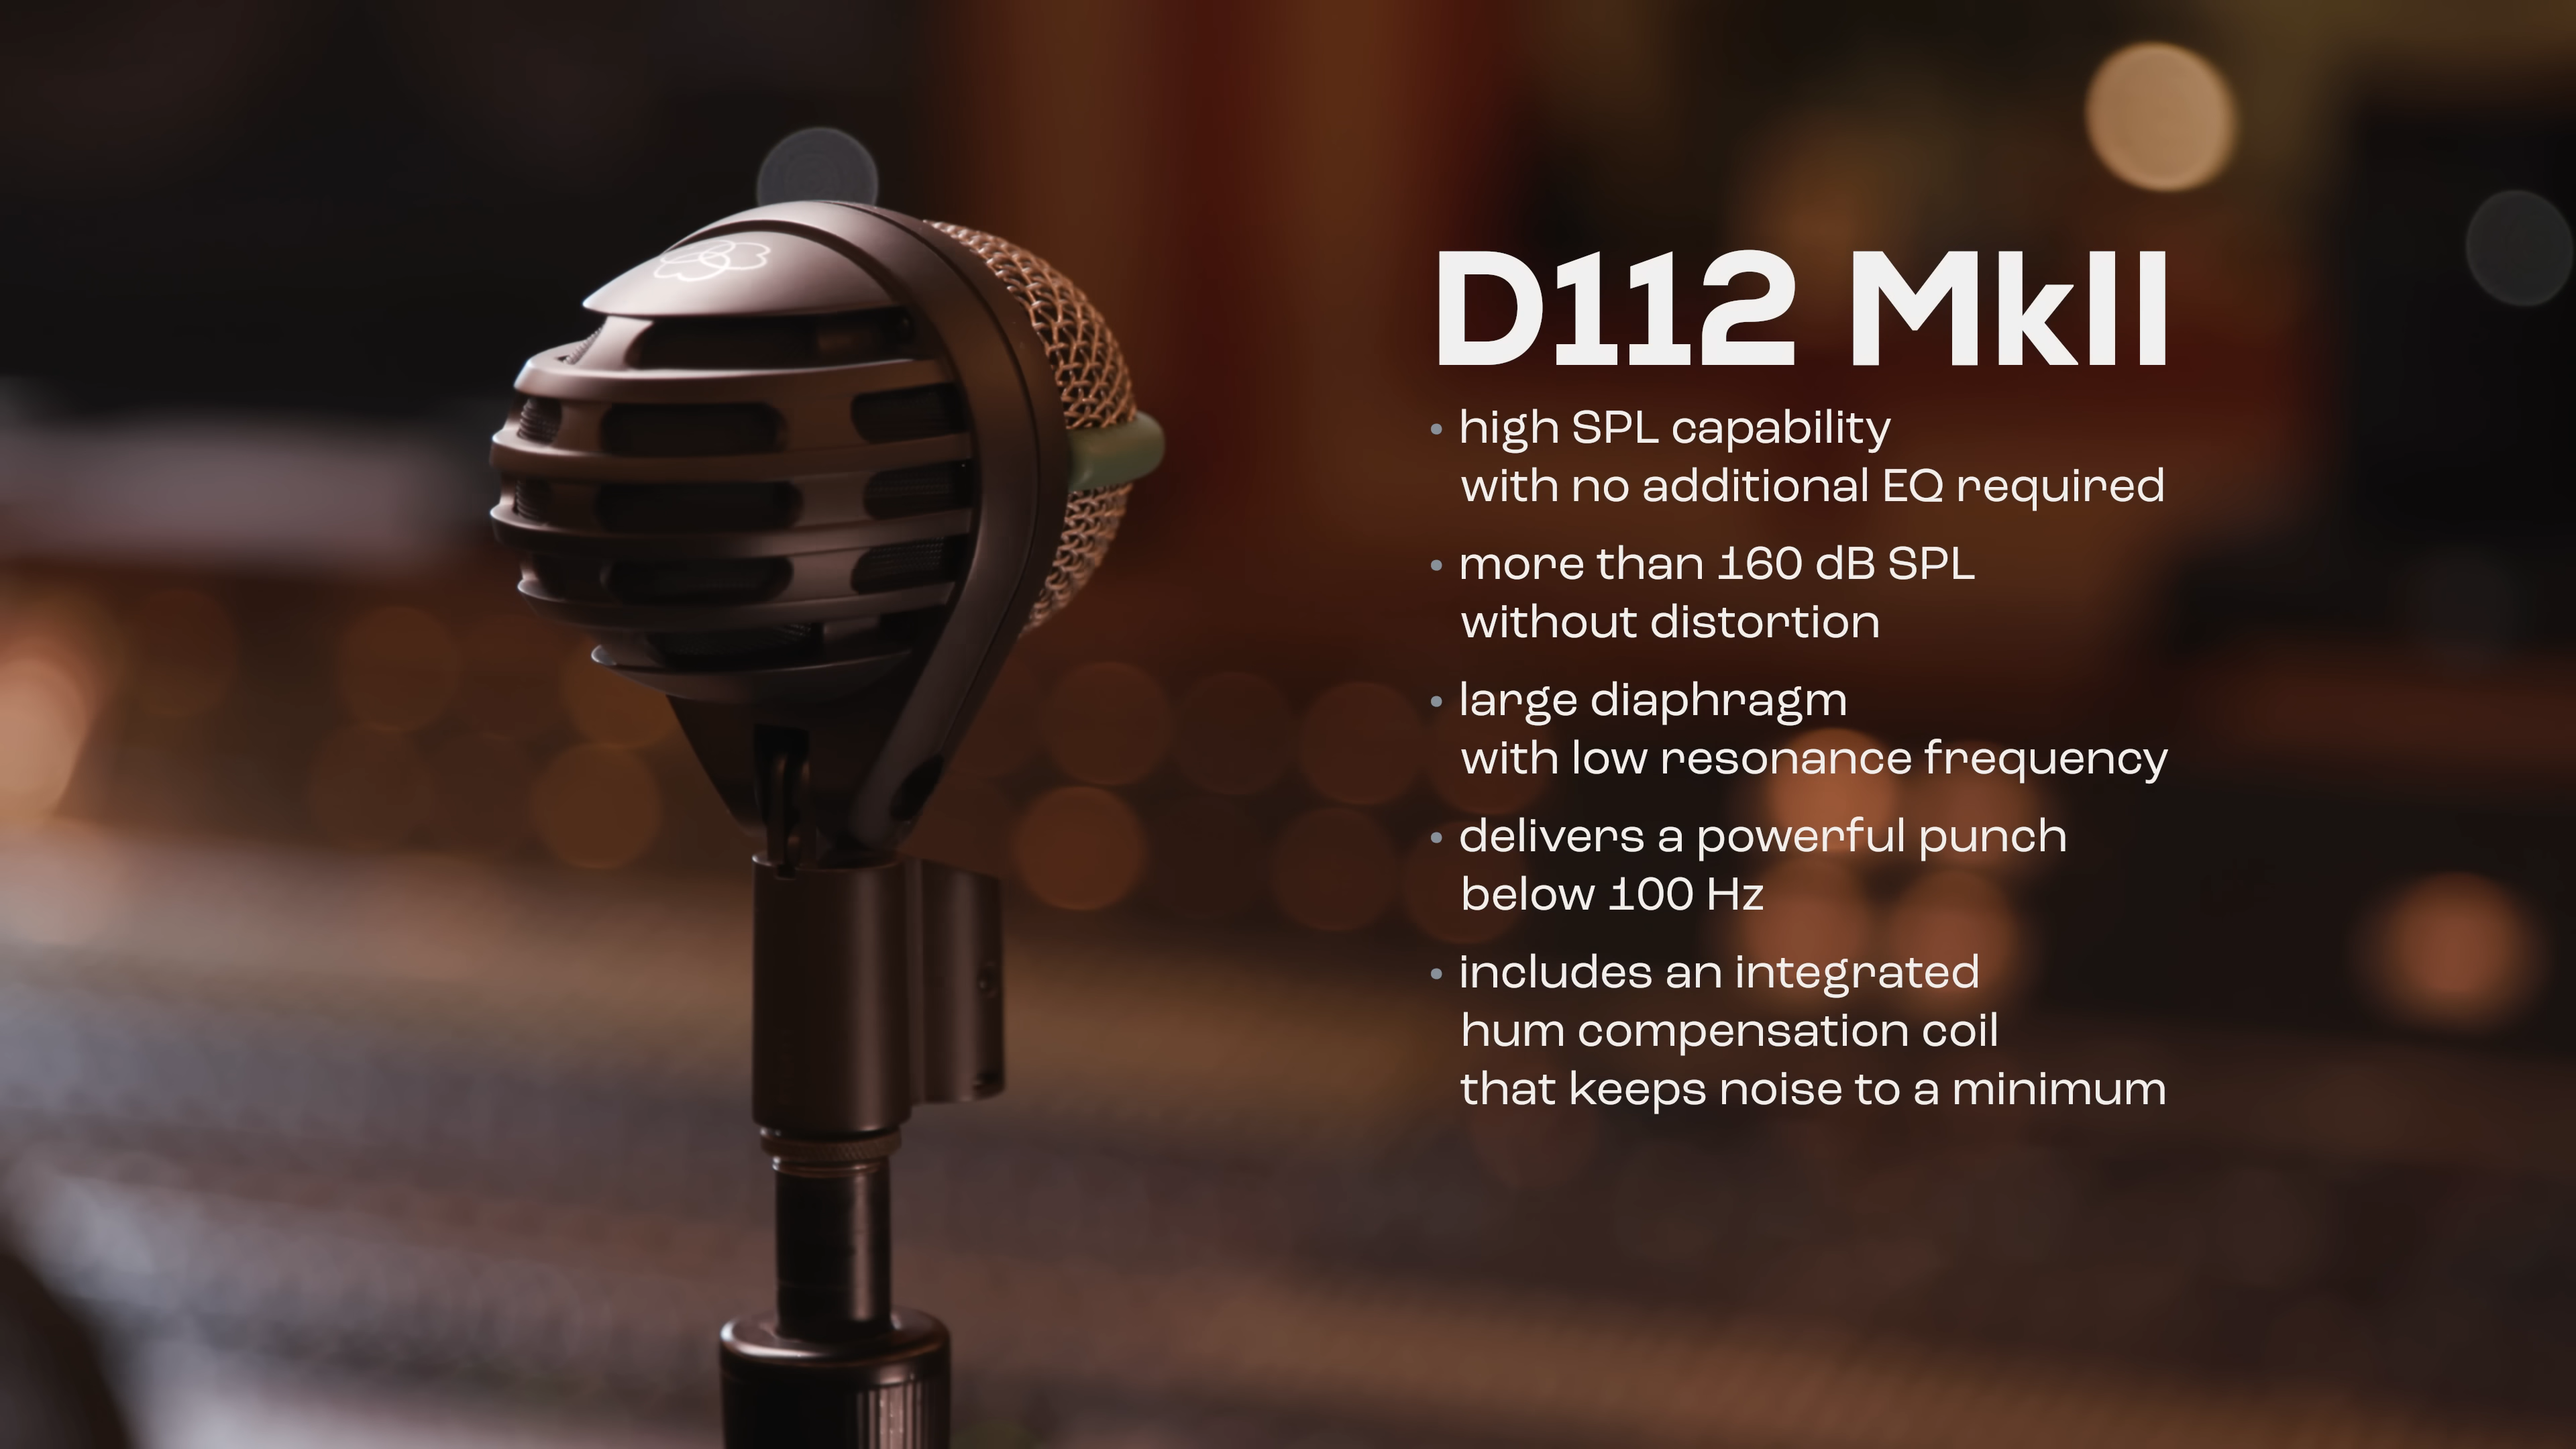 D112 MkII
• high SPL capability
with no additional EQ required
• more than 160 dB SPL
without distortion
• large diaphragm
with low resonance frequency
• delivers a powerful punch
below 100 Hz
• includes an integrated
hum compensation coil
that keeps noise to a minimum